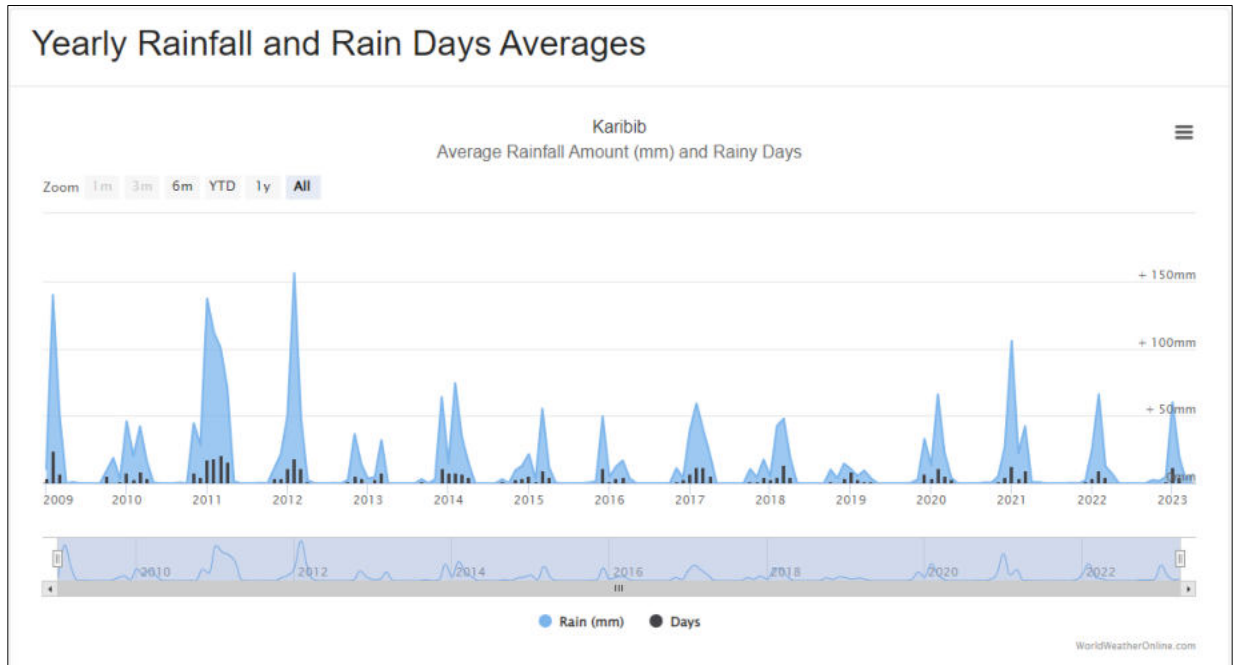 Yearly Rainfall and Rain Days Averages
Karibib
Average Rainfall Amount (mm) and Rainy Days
Zoom 1m 3m 6m YTD 1y All
+ 150mm
+ 100mm
+ 50mm
0mm
2009 2010 2011 2012 2013 2014 2015 2016 2017 2018 2019 2020 2021 2022 2023
2010 2012 2014 2016 2018 2020 2022
Rain (mm) Days
WorldWeatherOnline.com